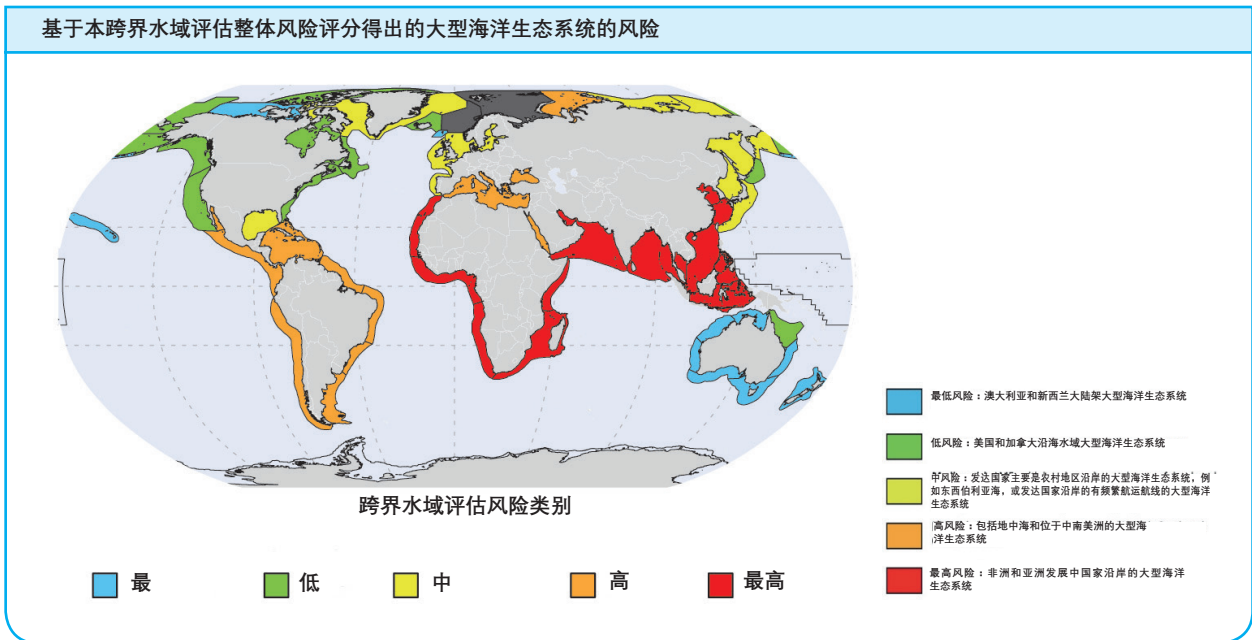 基于本跨界水域评估整体风险评分得出的大型海洋生态系统的风险
跨界水域评估风险类别
最
低
中
高
最高
最低风险：澳大利亚和新西兰大陆架大型海洋生态系统
低风险：美国和加拿大沿海水域大型海洋生态系统
中风险：发达国家主要是农村地区沿岸的大型海洋生态系统，例
如东西伯利亚海，或发达国家沿岸的有频繁航运航线的大型海洋
生态系统
高风险：包括地中海和位于中南美洲的大型海
洋生态系统
最高风险：非洲和亚洲发展中国家沿岸的大型海洋
生态系统